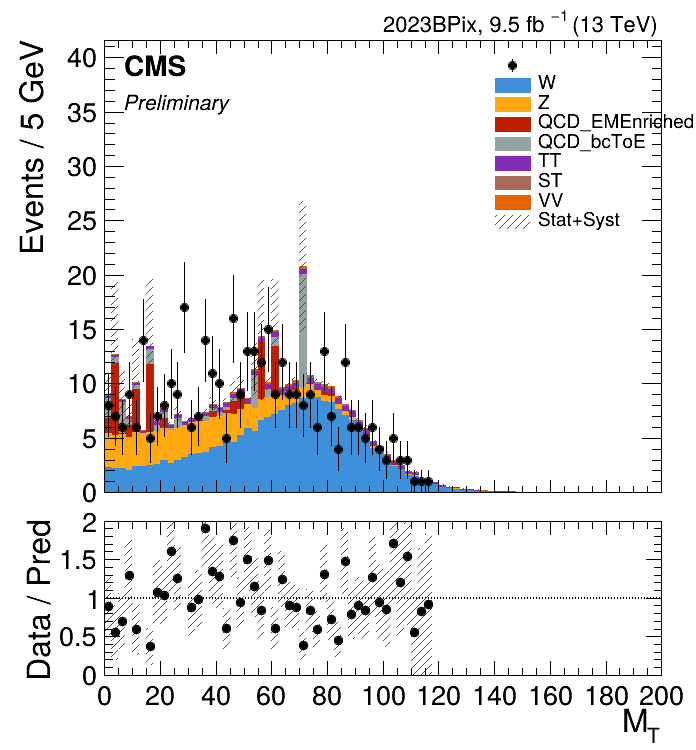 2023BPix, 9.5 fb⁻¹ (13 TeV)
CMS
Preliminary
Events / 5 GeV
40
35
30
25
20
15
10
5
0
W
Z
QCD_EMEnriched
QCD_bcToE
TT
ST
VV
Stat+Syst
Data / Pred
2
1.5
1
0.5
0
0 20 40 60 80 100 120 140 160 180 200
M_T